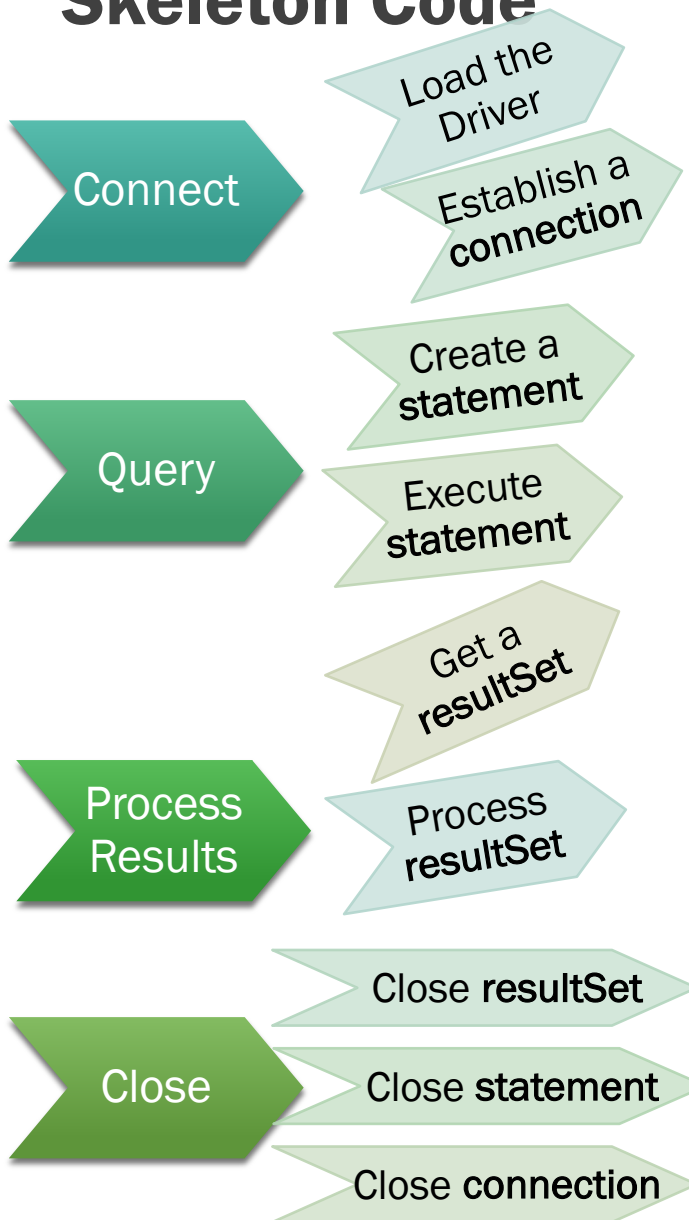 Skeleton Code
Connect
Load the
Driver
Establish a
connection
Query
Create a
statement
Execute
statement
Get a
resultSet
Process
Results
Process
resultSet
Close
Close resultSet
Close statement
Close connection